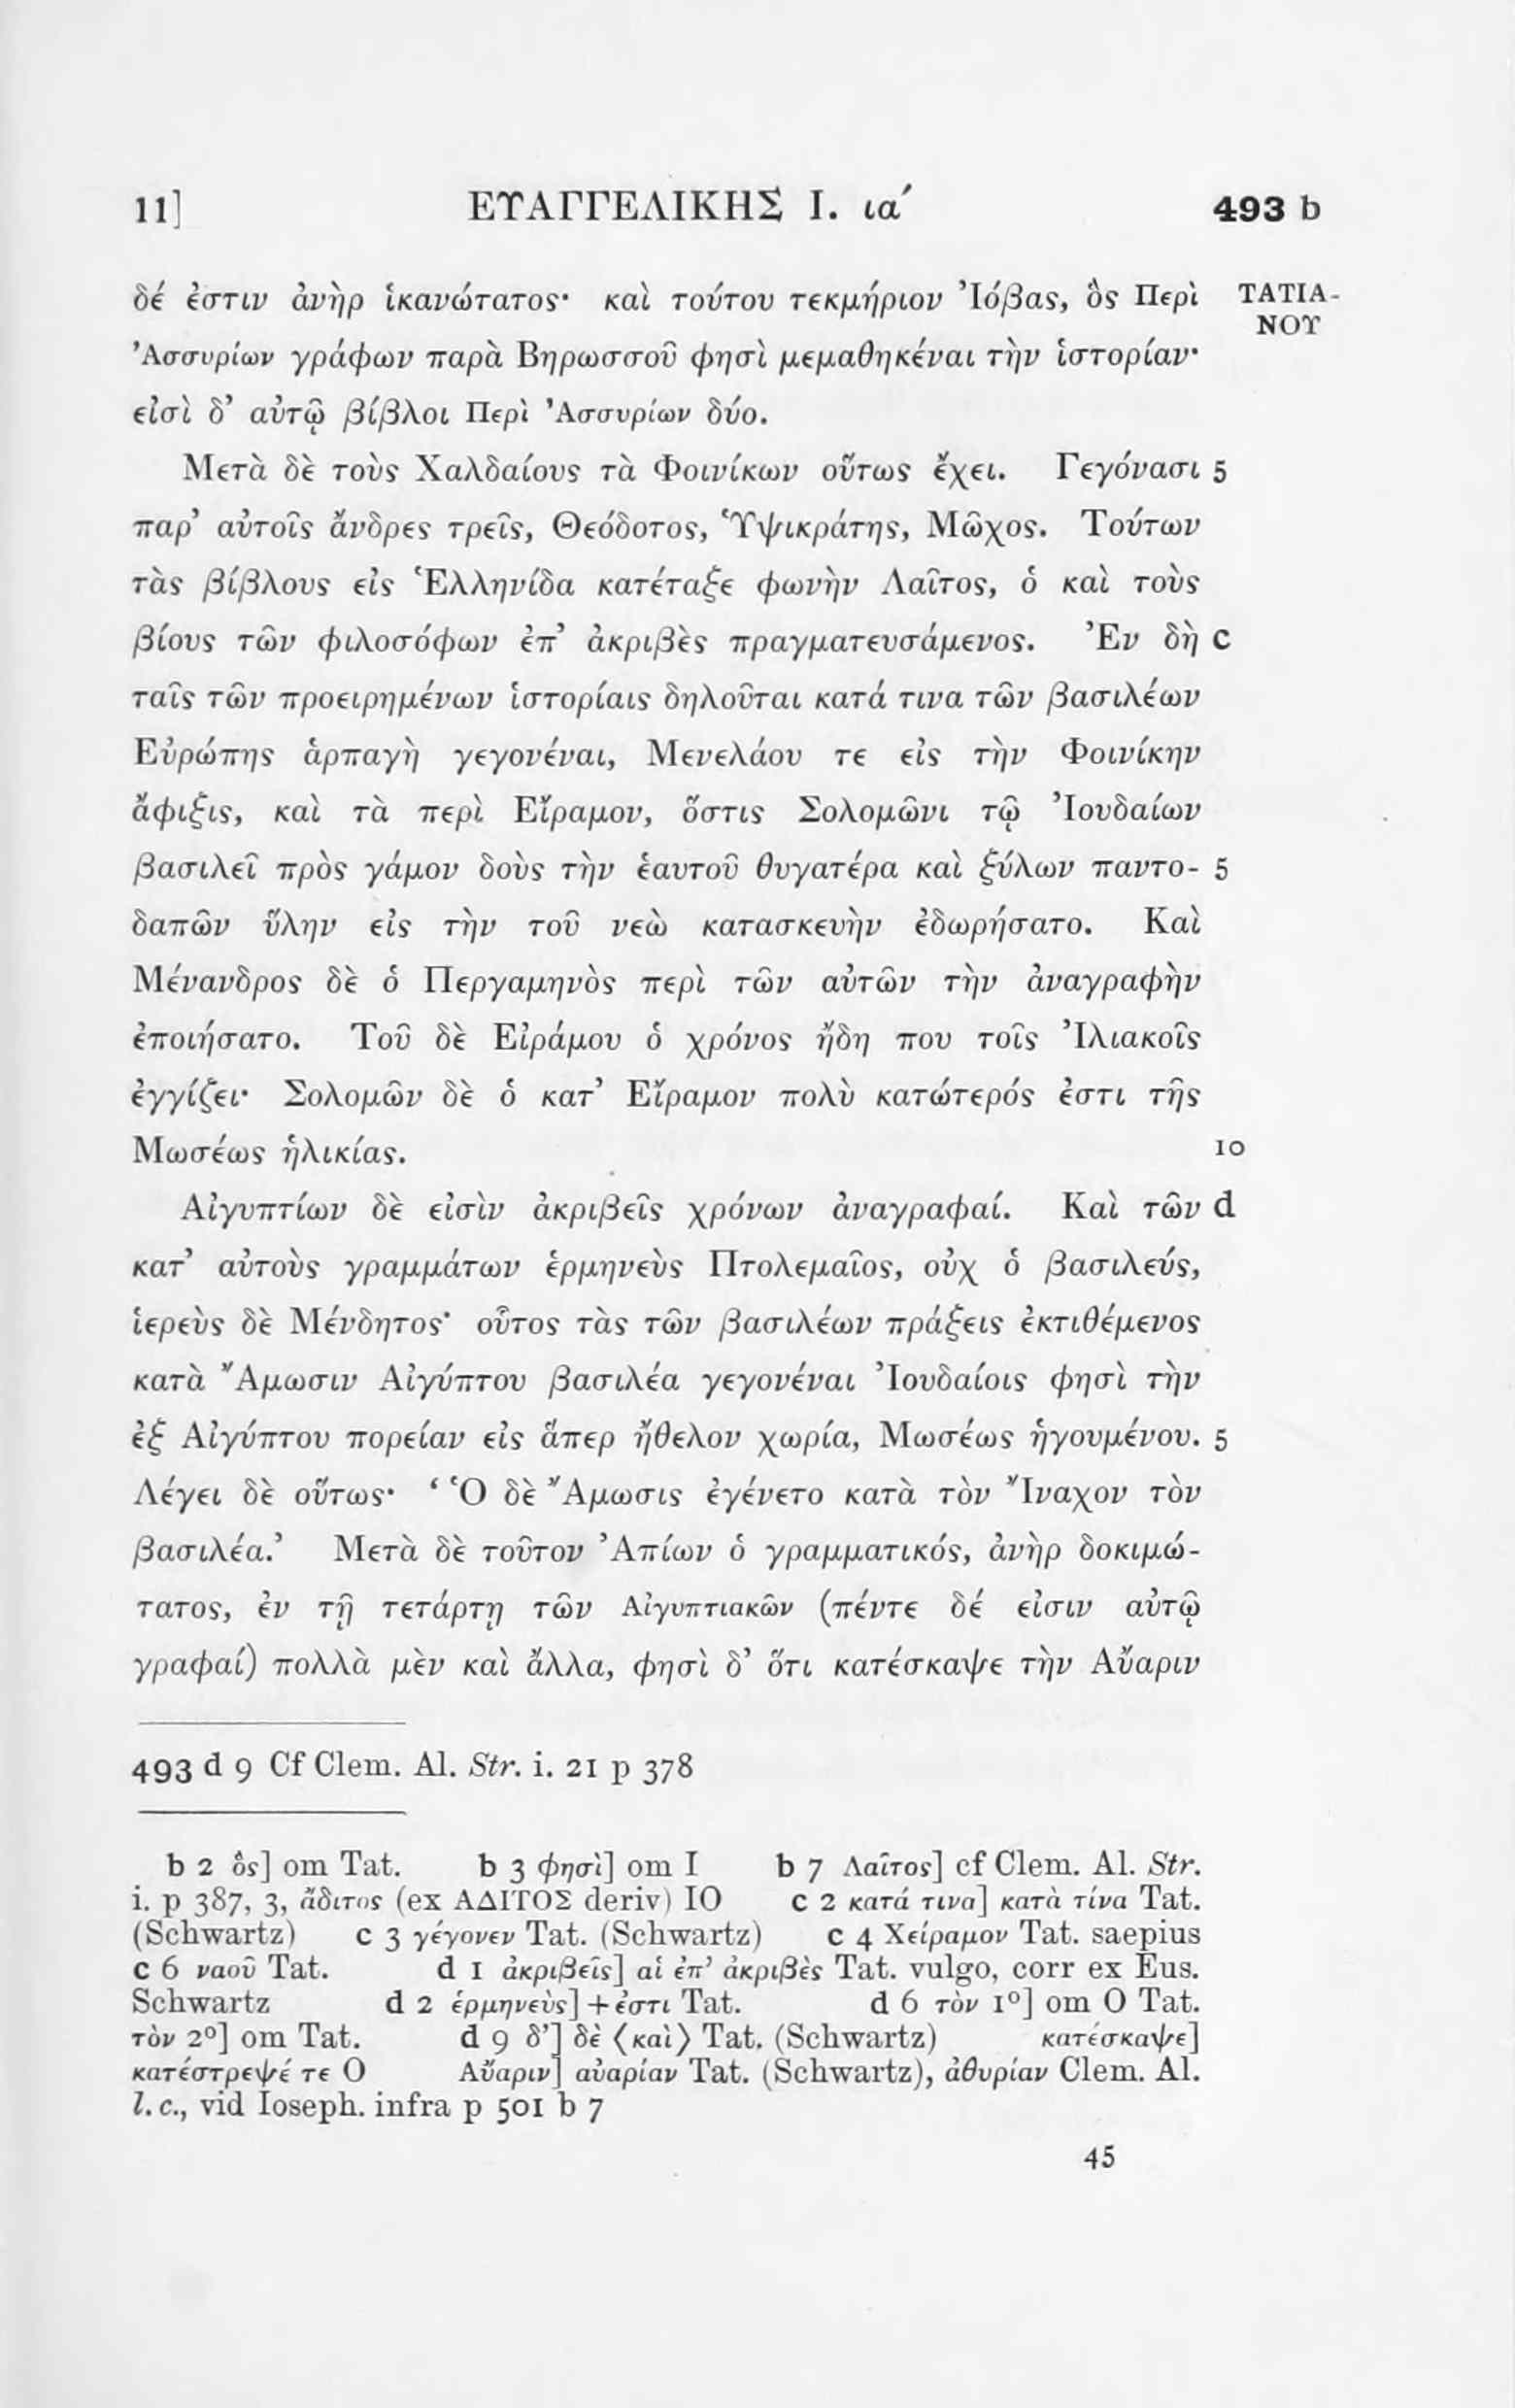 11] ΕΥΑΓΓΕΛΙΚΗΣ Ι. ια′ 493 b
δέ ἐστιν ἀνὴρ ἱκανώτατος· καὶ τούτου τεκμήριον Ἰόβας, ὃς Περὶ ΤΑΤΙΑ-
ΝΟΥ
Ἀσσυρίων γράφων παρὰ Βηρωσσοῦ φησὶ μεμαθηκέναι τὴν ἱστορίαν·
εἰσὶ δ’ αὐτῷ βίβλοι Περὶ Ἀσσυρίων δύο.
Μετὰ δὲ τοὺς Χαλδαίους τὰ Φοινίκων οὕτως ἔχει. Γεγόνασι 5
παρ’ αὐτοῖς ἄνδρες τρεῖς, Θεόδοτος, Ὑψικράτης, Μῶχος. Τούτων
τὰς βίβλους εἰς Ἑλληνίδα κατέταξε φωνὴν Λαῖτος, ὁ καὶ τοὺς
βίους τῶν φιλοσόφων ἐπ’ ἀκριβὲς πραγματευσάμενος. Ἐν δὴ c
ταῖς τῶν προειρημένων ἱστορίαις δηλοῦται κατά τινα τῶν βασιλέων
Εὐρώπης ἁρπαγὴ γεγονέναι, Μενελάου τε εἰς τὴν Φοινίκην
ἄφιξις, καὶ τὰ περὶ Εἴραμον, ὅστις Σολομῶνι τῷ Ἰουδαίων
βασιλεῖ πρὸς γάμον δοὺς τὴν ἑαυτοῦ θυγατέρα καὶ ξύλων παντο- 5
δαπῶν ὕλην εἰς τὴν τοῦ νεὼ κατασκευὴν ἐδωρήσατο. Καὶ
Μένανδρος δὲ ὁ Περγαμηνὸς περὶ τῶν αὐτῶν τὴν ἀναγραφὴν
ἐποιήσατο. Τοῦ δὲ Εἰράμου ὁ χρόνος ἤδη που τοῖς Ἰλιακοῖς
ἐγγίζει· Σολομῶν δὲ ὁ κατ’ Εἴραμον πολὺ κατώτερός ἐστι τῆς
Μωσέως ἡλικίας. 10
Αἰγυπτίων δὲ εἰσὶν ἀκριβεῖς χρόνων ἀναγραφαί. Καὶ τῶν d
κατ’ αὐτοὺς γραμμάτων ἑρμηνεὺς Πτολεμαῖος, οὐχ ὁ βασιλεύς,
ἱερεὺς δὲ Μένδητος· οὗτος τὰς τῶν βασιλέων πράξεις ἐκτιθέμενος
κατὰ Ἄμωσιν Αἰγύπτου βασιλέα γεγονέναι Ἰουδαίοις φησὶ τὴν
ἐξ Αἰγύπτου πορείαν εἰς ἅπερ ἤθελον χωρία, Μωσέως ἡγουμένου. 5
Λέγει δὲ οὕτως· ‘Ὁ δὲ Ἄμωσις ἐγένετο κατὰ τὸν Ἴναχον τὸν
βασιλέα.’ Μετὰ δὲ τοῦτον Ἀπίων ὁ γραμματικός, ἀνὴρ δοκιμώ-
τατος, ἐν τῇ τετάρτῃ τῶν Αἰγυπτιακῶν (πέντε δέ εἰσιν αὐτῷ
γραφαί) πολλὰ μὲν καὶ ἄλλα, φησὶ δ’ ὅτι κατέσκαψε τὴν Αὔαριν
493 d 9 Cf Clem. Al. Str. i. 21 p 378
b 2 ὃς] om Tat. b 3 φησὶ] om I b 7 Λαῖτος] cf Clem. Al. Str.
i. p 387, 3, ἄδιτος (ex ΑΔΙΤΟΣ deriv) IO c 2 κατά τινα] κατὰ τίνα Tat.
(Schwartz) c 3 γέγονεν Tat. (Schwartz) c 4 Χείραμον Tat. saepius
c 6 ναοῦ Tat. d 1 ἀκριβεῖς] αἱ ἐπ’ ἀκριβὲς Tat. vulgo, corr ex Eus.
Schwartz d 2 ἑρμηνεὺς] + ἐστι Tat. d 6 τὸν 1º] om O Tat.
τὸν 2º] om Tat. d 9 δ’] δὲ ⟨καὶ⟩ Tat. (Schwartz) κατέσκαψε]
κατέστρεψέ τε O Αὔαριν] αὐαρίαν Tat. (Schwartz), ἀθυρίαν Clem. Al.
l. c., vid Ioseph. infra p 501 b 7
45